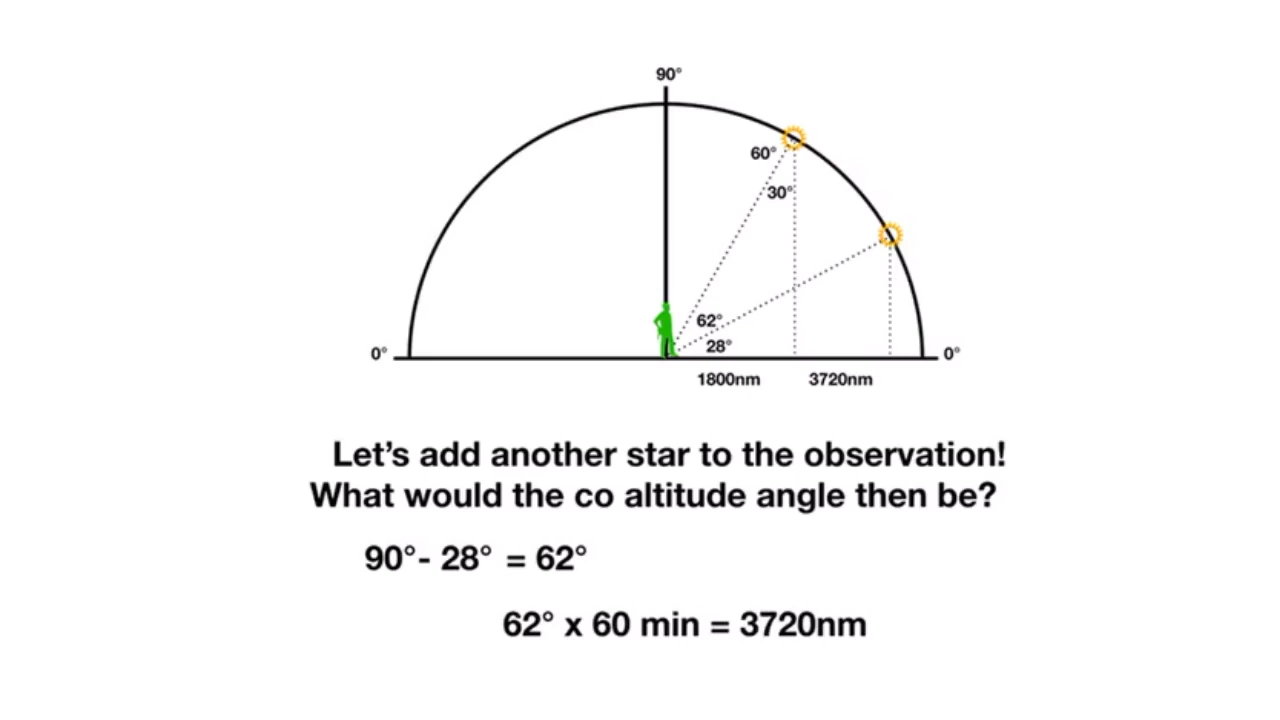 90°
60°
30°
62°
28°
0°
0°
1800nm 3720nm
Let's add another star to the observation!
What would the co altitude angle then be?
90°- 28° = 62°
62° x 60 min = 3720nm